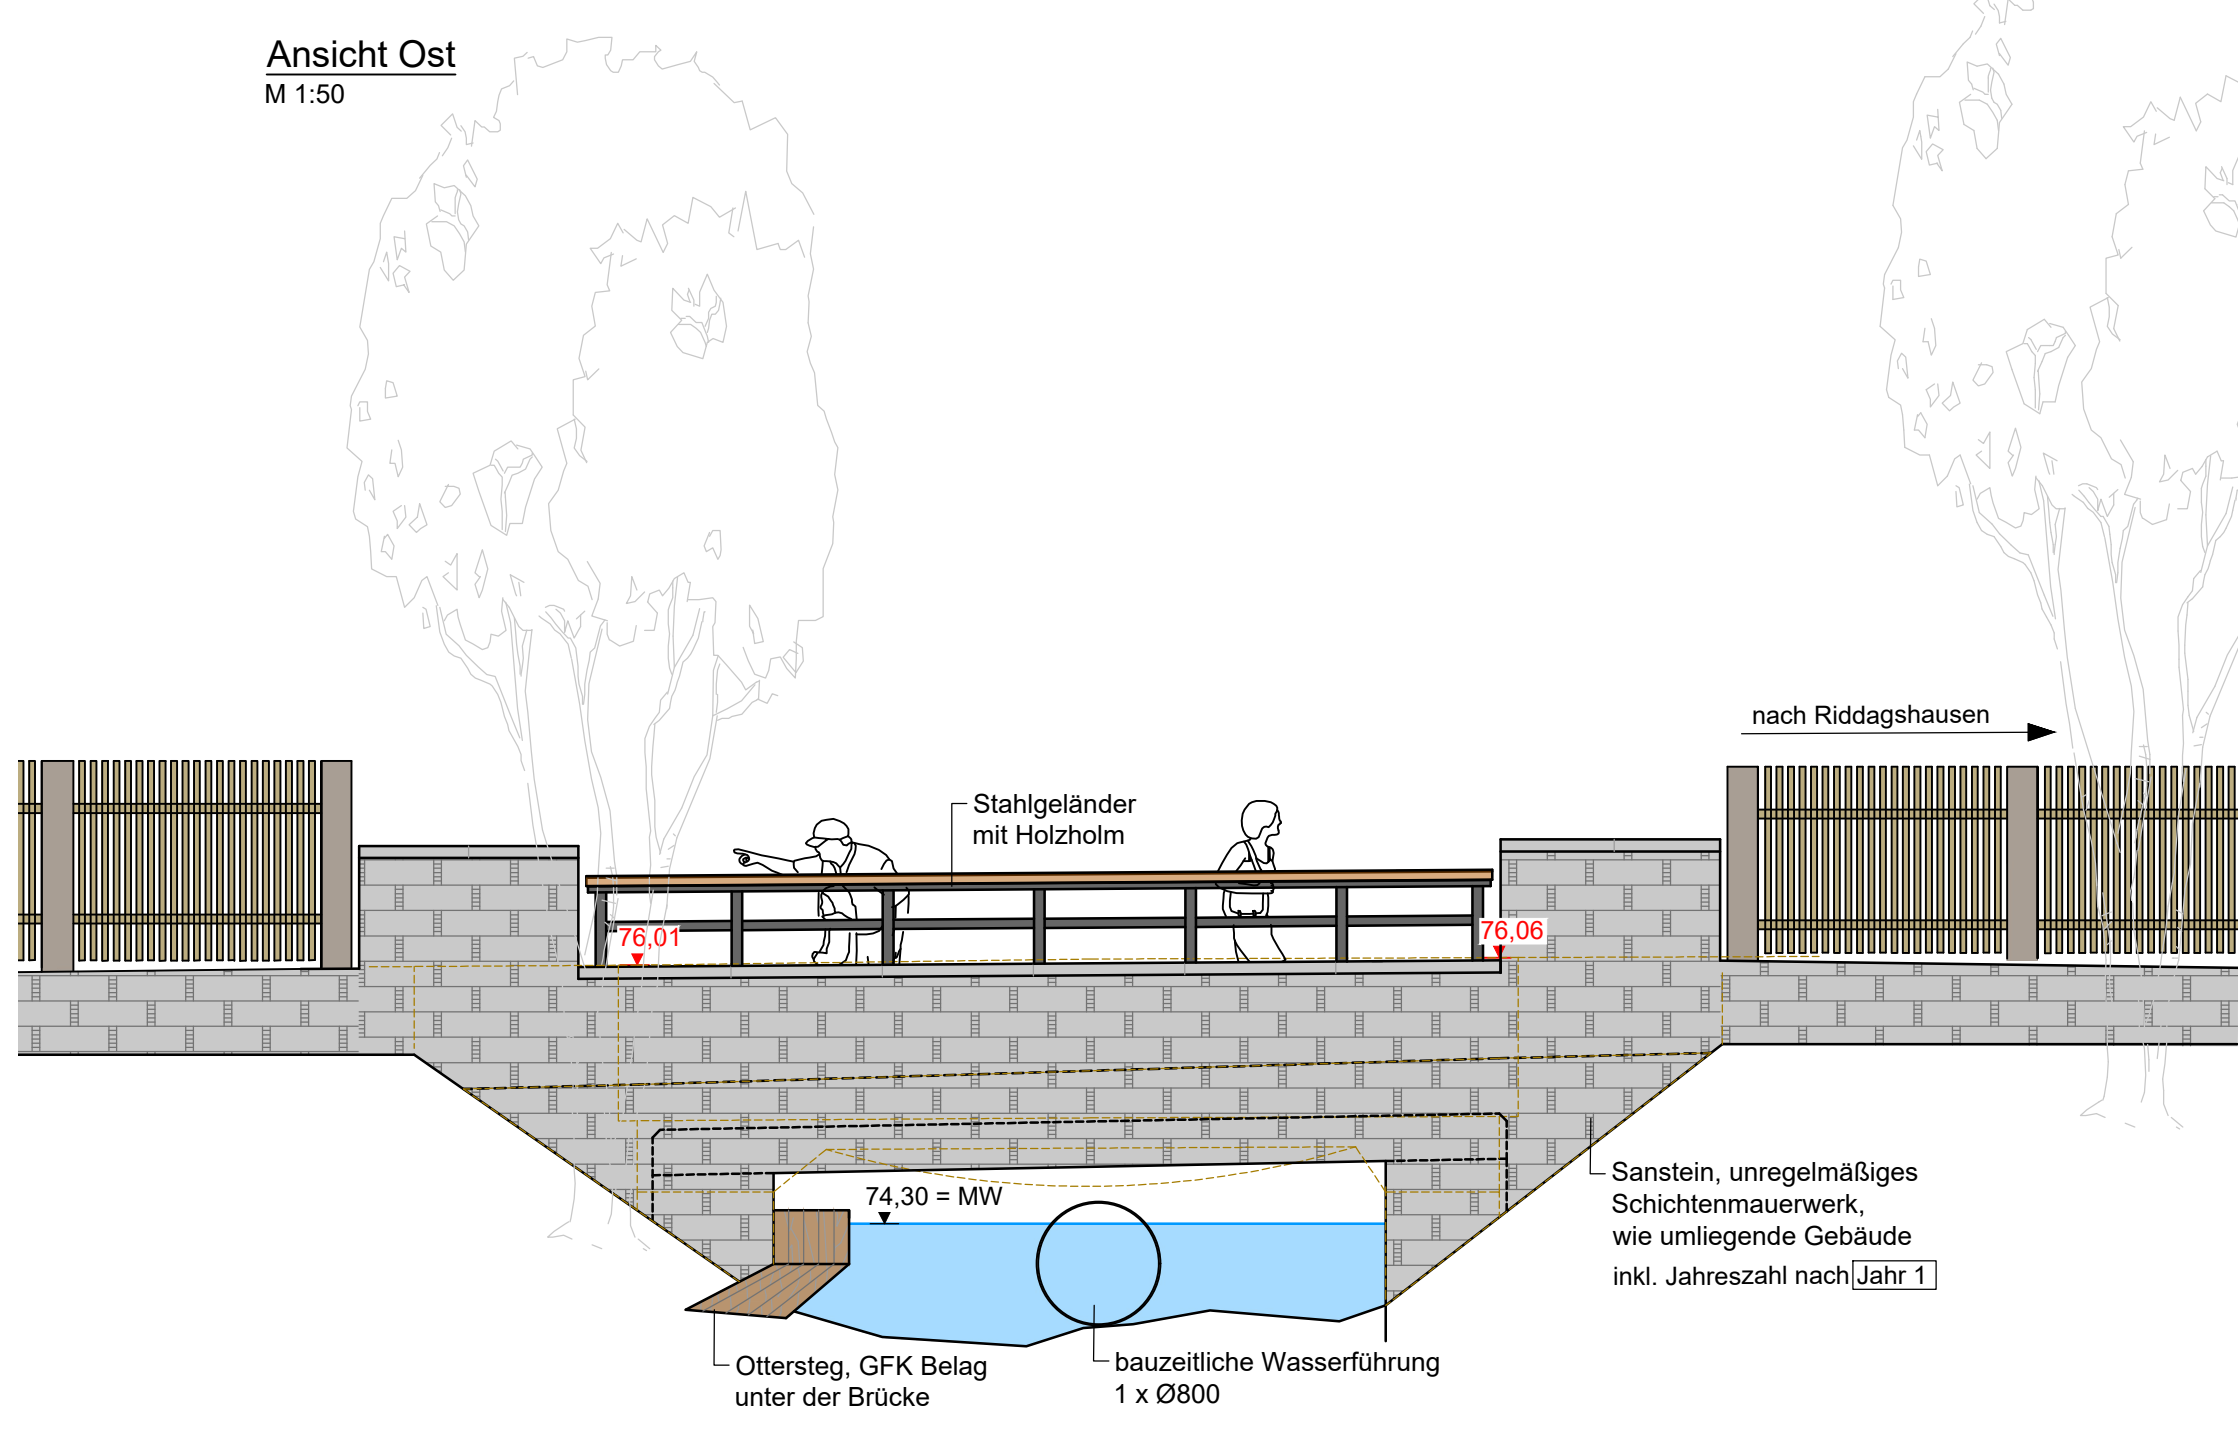 Ansicht Ost
M 1:50
nach Riddagshausen
Stahlgeländer
mit Holzholm
76,01
76,06
74,30 = MW
Sanstein, unregelmäßiges
Schichtenmauerwerk,
wie umliegende Gebäude
inkl. Jahreszahl nach Jahr 1
Ottersteg, GFK Belag
unter der Brücke
bauzeitliche Wasserführung
1 x Ø800